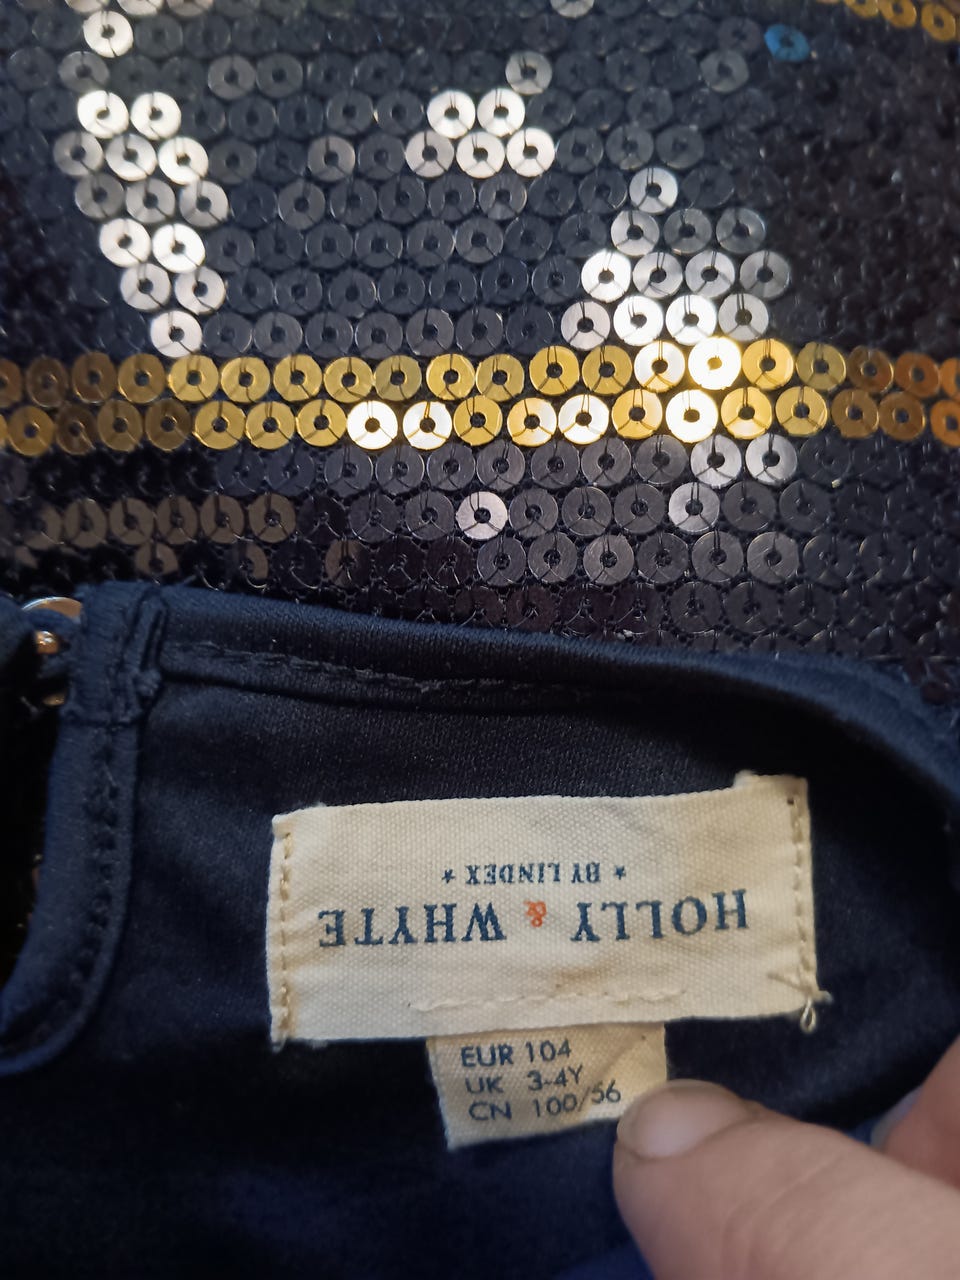 HOLLY & WHYTE
* BY LINDEX *
EUR 104
UK 3-4Y
CN 100/56